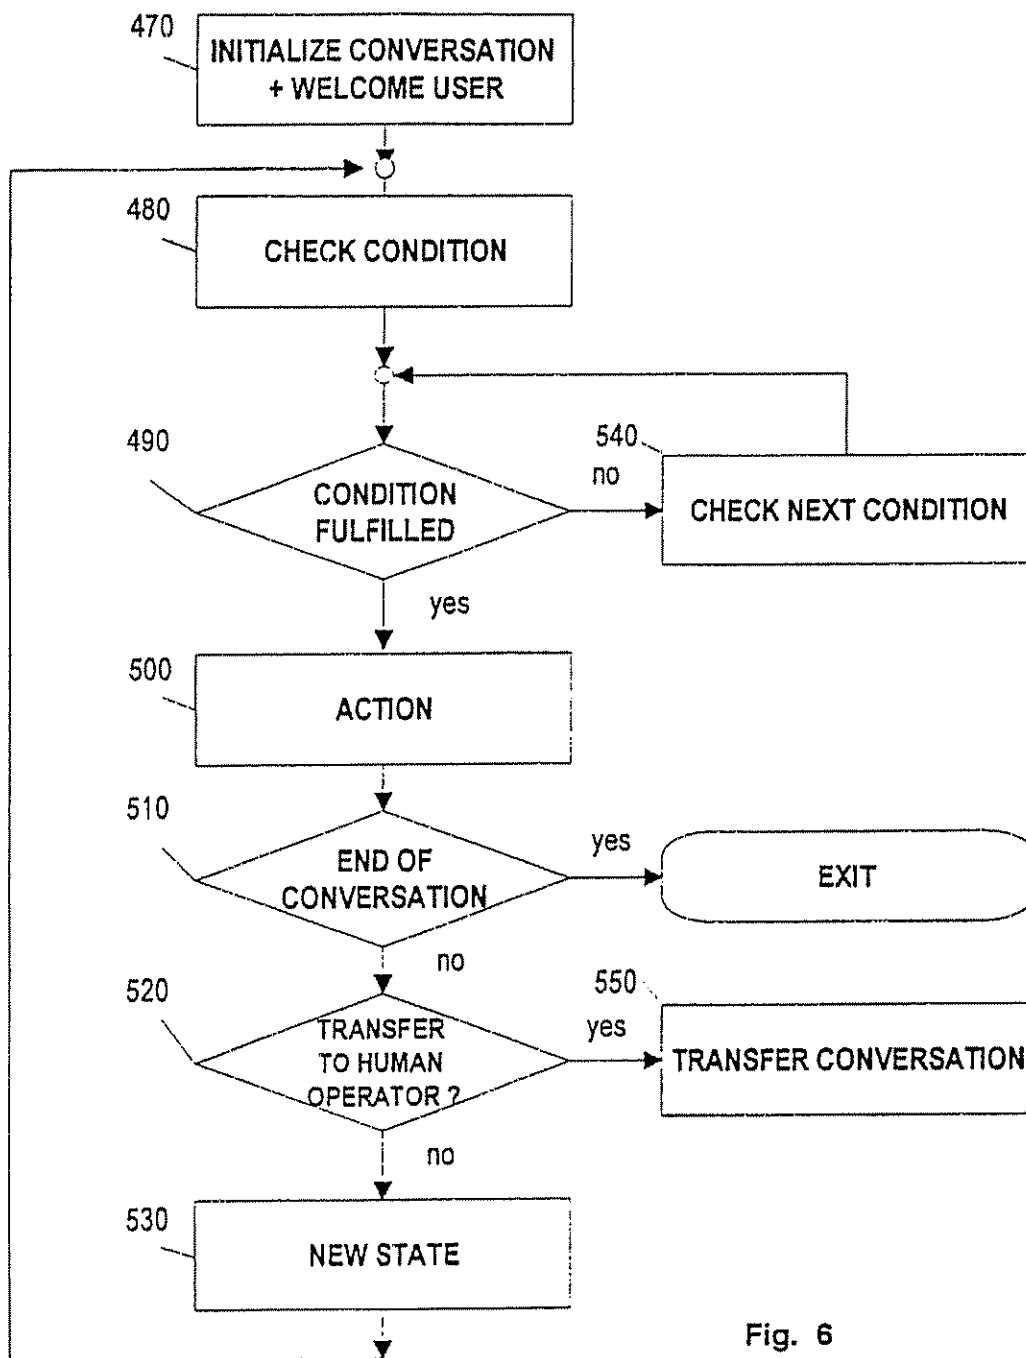 470
INITIALIZE CONVERSATION
+ WELCOME USER
480
CHECK CONDITION
490
CONDITION
FULFILLED
no
540
CHECK NEXT CONDITION
yes
500
ACTION
510
END OF
CONVERSATION
yes
EXIT
no
520
TRANSFER
TO HUMAN
OPERATOR ?
yes
550
TRANSFER CONVERSATION
no
530
NEW STATE
Fig. 6